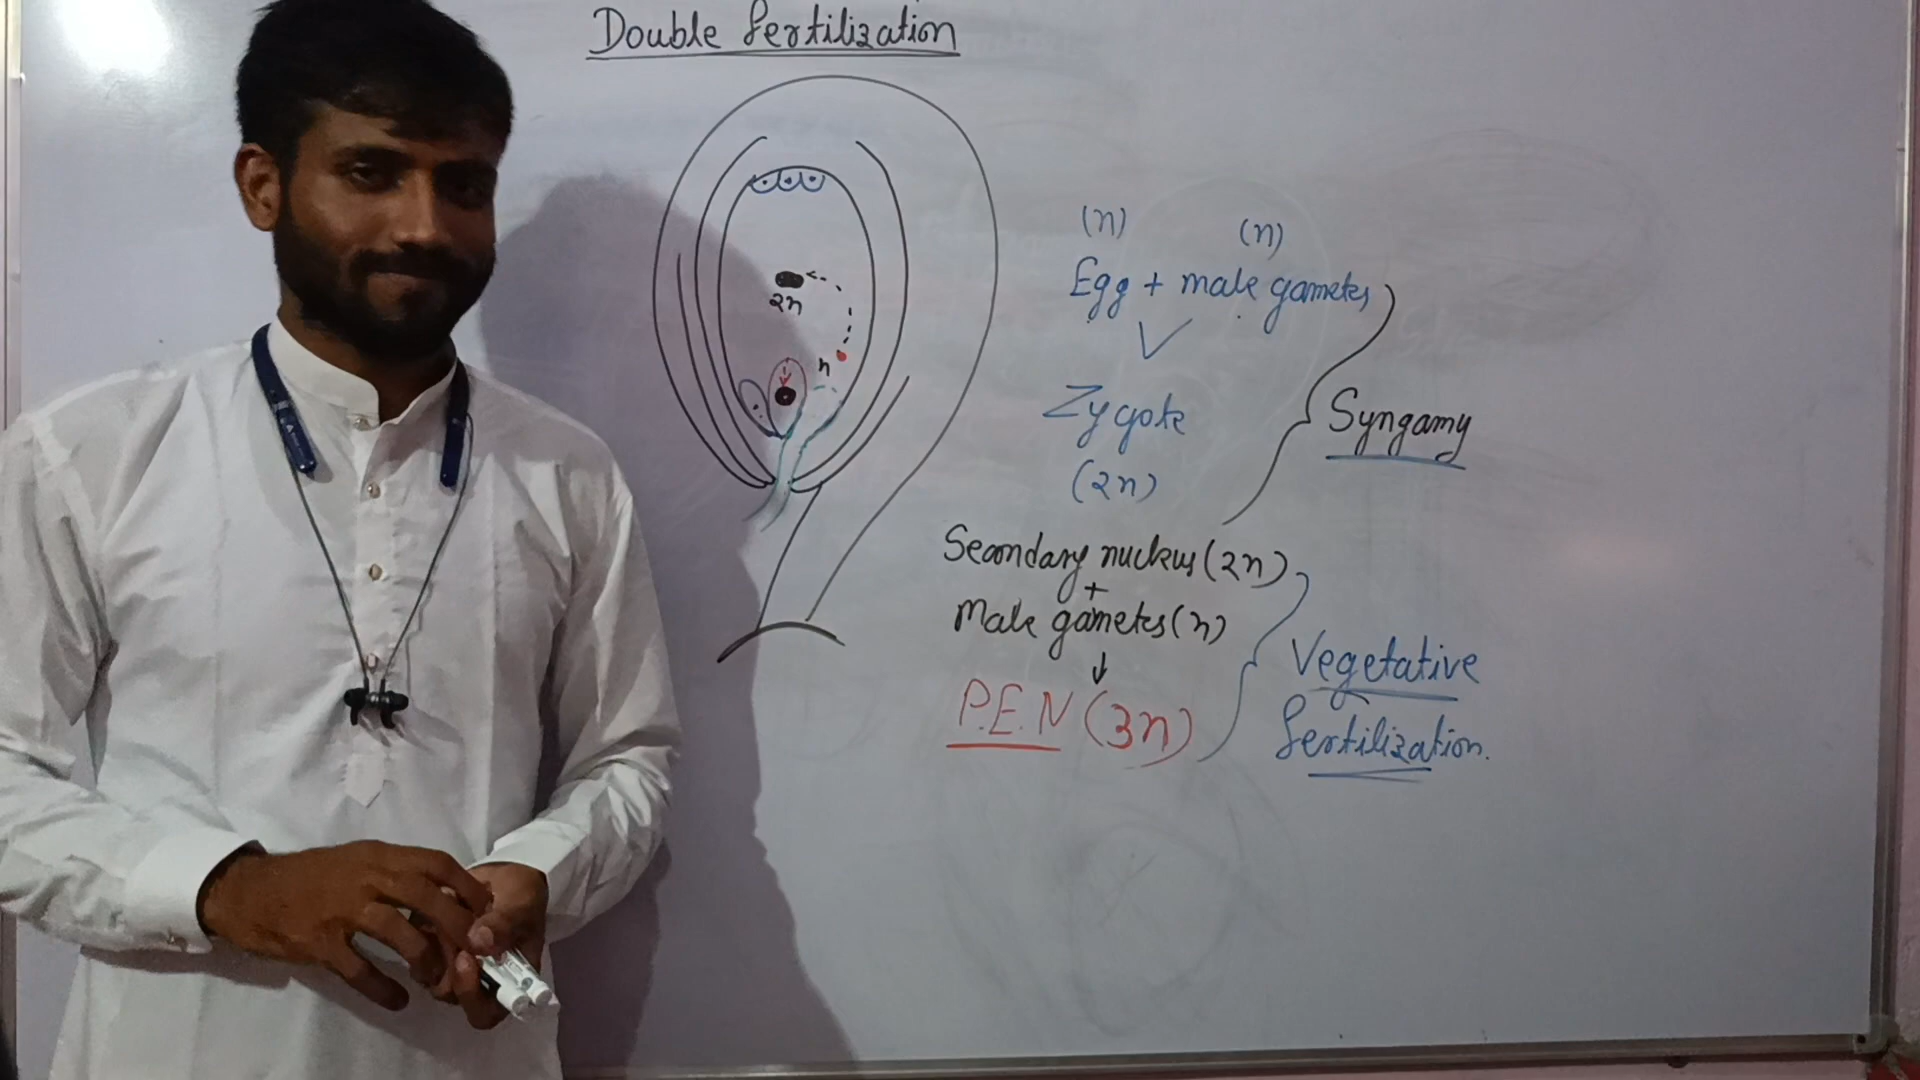 Double fertilization
2n
n
(n) (n)
Egg + male gametes
Zygote
(2n)
Syngamy
Secondary nucleus (2n)
+
Male gametes (n)
↓
P.E.N (3n)
Vegetative
fertilization.